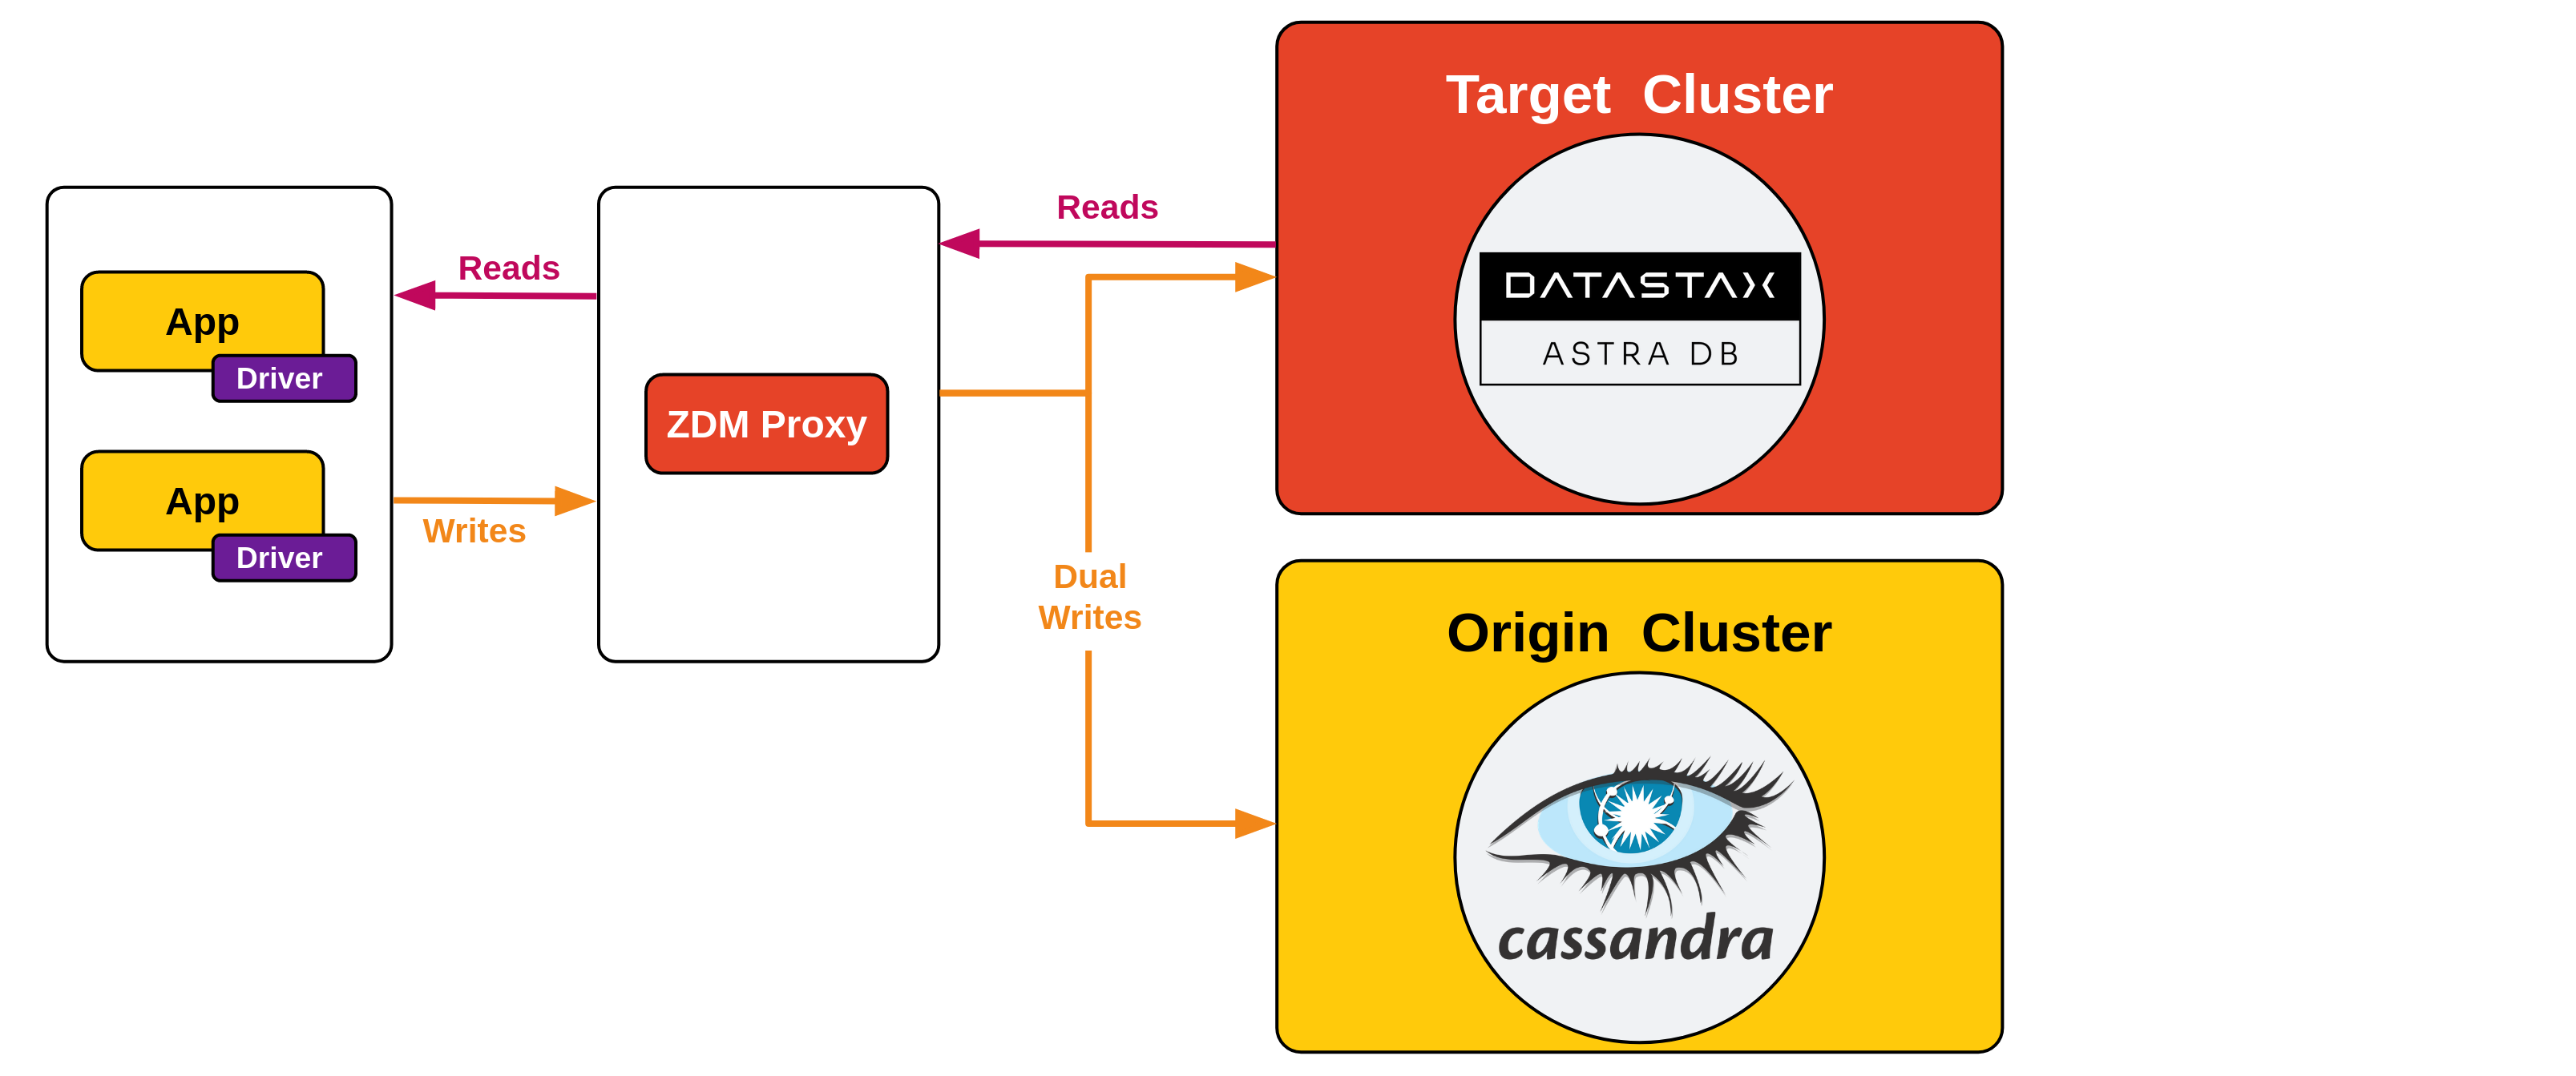 Target Cluster
DATASTAX
ASTRA DB
Reads
Reads
App
Driver
ZDM Proxy
App
Driver
Writes
Dual
Writes
Origin Cluster
cassandra